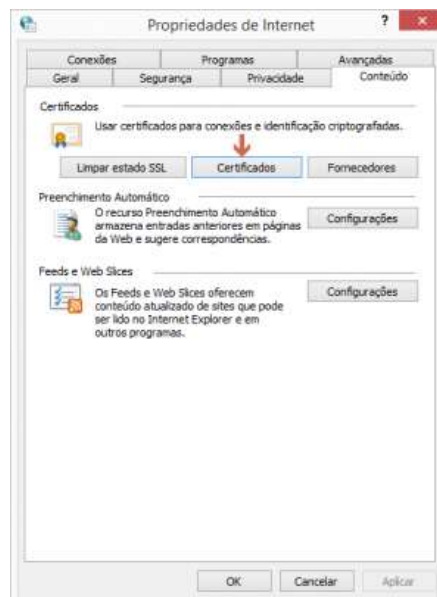 Propriedades de Internet
Conexões Programas Avançadas
Geral Segurança Privacidade Conteúdo
Certificados
Usar certificados para conexões e identificação criptografadas.
Limpar estado SSL Certificados Fornecedores
Preenchimento Automático
O recurso Preenchimento Automático
armazena entradas anteriores em páginas
da Web e sugere correspondências.
Configurações
Feeds e Web Slices
Os Feeds e Web Slices oferecem
conteúdo atualizado de sites que pode
ser lido no Internet Explorer e em
outros programas.
Configurações
OK Cancelar Aplicar